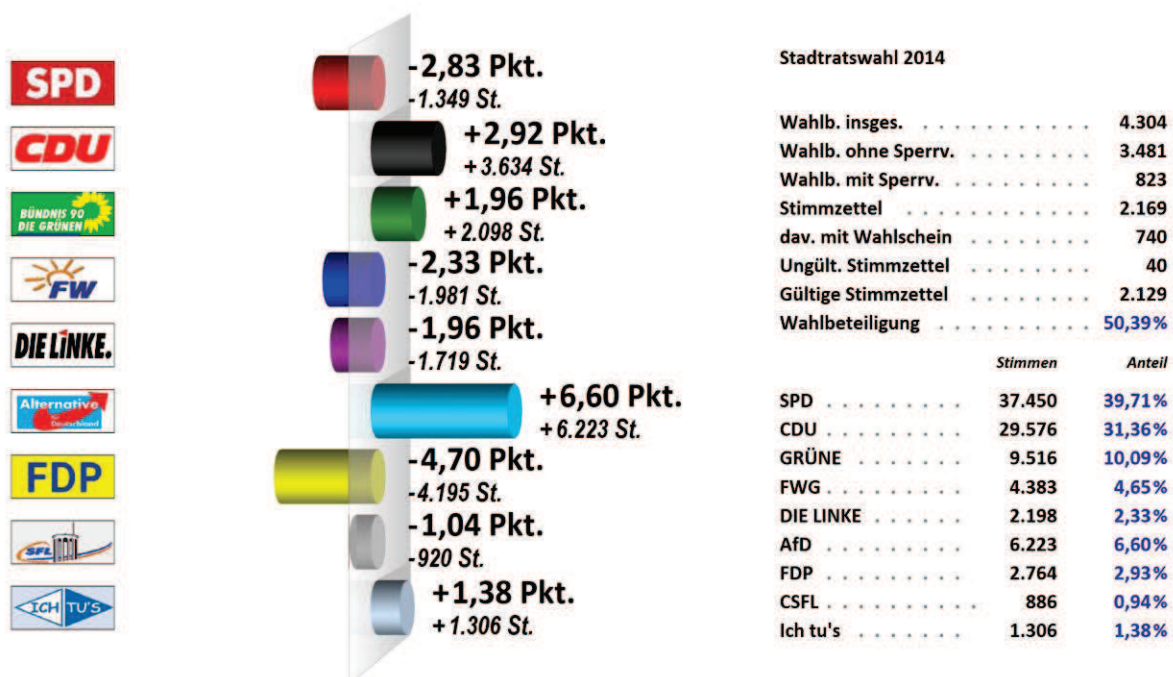 SPD
-2,83 Pkt.
-1.349 St.
CDU
+2,92 Pkt.
+3.634 St.
BÜNDNIS 90
DIE GRÜNEN
+1,96 Pkt.
+2.098 St.
FW
-2,33 Pkt.
-1.981 St.
DIE LINKE.
-1,96 Pkt.
-1.719 St.
Alternative
für
Deutschland
+6,60 Pkt.
+6.223 St.
FDP
-4,70 Pkt.
-4.195 St.
SFL
-1,04 Pkt.
-920 St.
ICH TU'S
+1,38 Pkt.
+1.306 St.
Stadtratswahl 2014
Wahlb. insges. . . . . . . . . . . . 4.304
Wahlb. ohne Sperrv. . . . . . . . . 3.481
Wahlb. mit Sperrv. . . . . . . . . . 823
Stimmzettel . . . . . . . . . . . 2.169
dav. mit Wahlschein . . . . . . . . 740
Ungült. Stimmzettel . . . . . . . . 40
Gültige Stimmzettel . . . . . . . . 2.129
Wahlbeteiligung . . . . . . . . . . 50,39%
Stimmen Anteil
SPD . . . . . . . . . 37.450 39,71%
CDU . . . . . . . . . 29.576 31,36%
GRÜNE . . . . . . . . 9.516 10,09%
FWG . . . . . . . . 4.383 4,65%
DIE LINKE . . . . . . 2.198 2,33%
AfD . . . . . . . . . 6.223 6,60%
FDP . . . . . . . . . 2.764 2,93%
CSFL . . . . . . . . . . 886 0,94%
Ich tu's . . . . . . . 1.306 1,38%